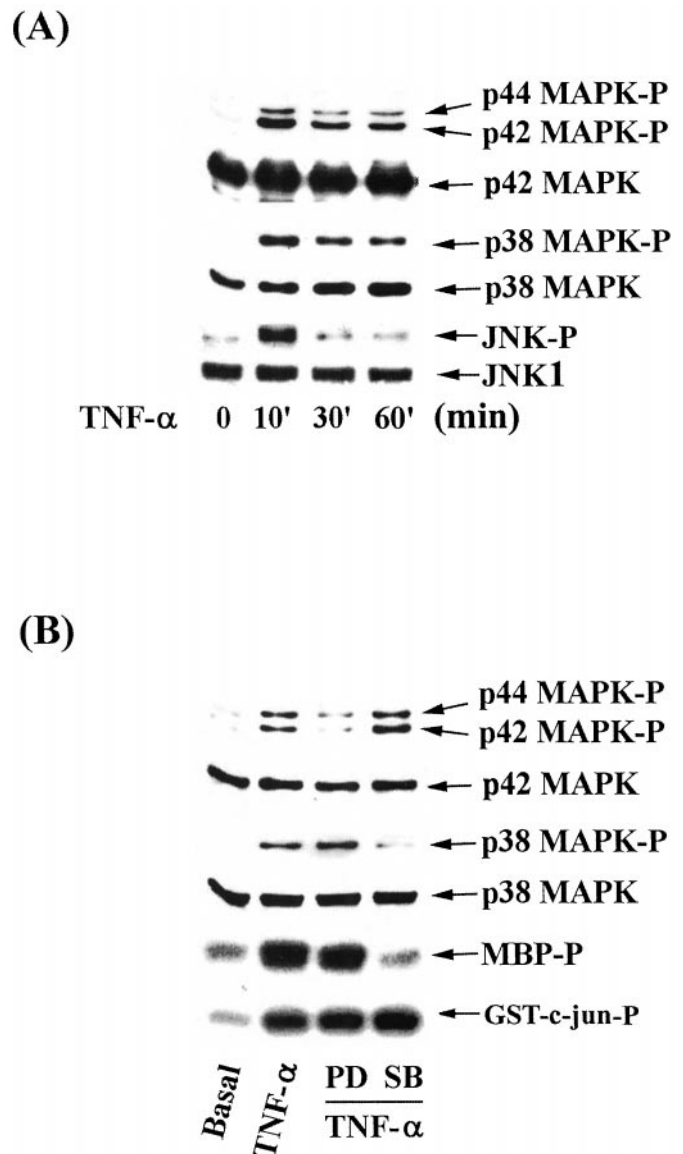 (A)
p44 MAPK-P
p42 MAPK-P
p42 MAPK
p38 MAPK-P
p38 MAPK
JNK-P
JNK1
TNF-α 0 10' 30' 60' (min)
(B)
p44 MAPK-P
p42 MAPK-P
p42 MAPK
p38 MAPK-P
p38 MAPK
MBP-P
GST-c-jun-P
Basal TNF-α PD SB
TNF-α